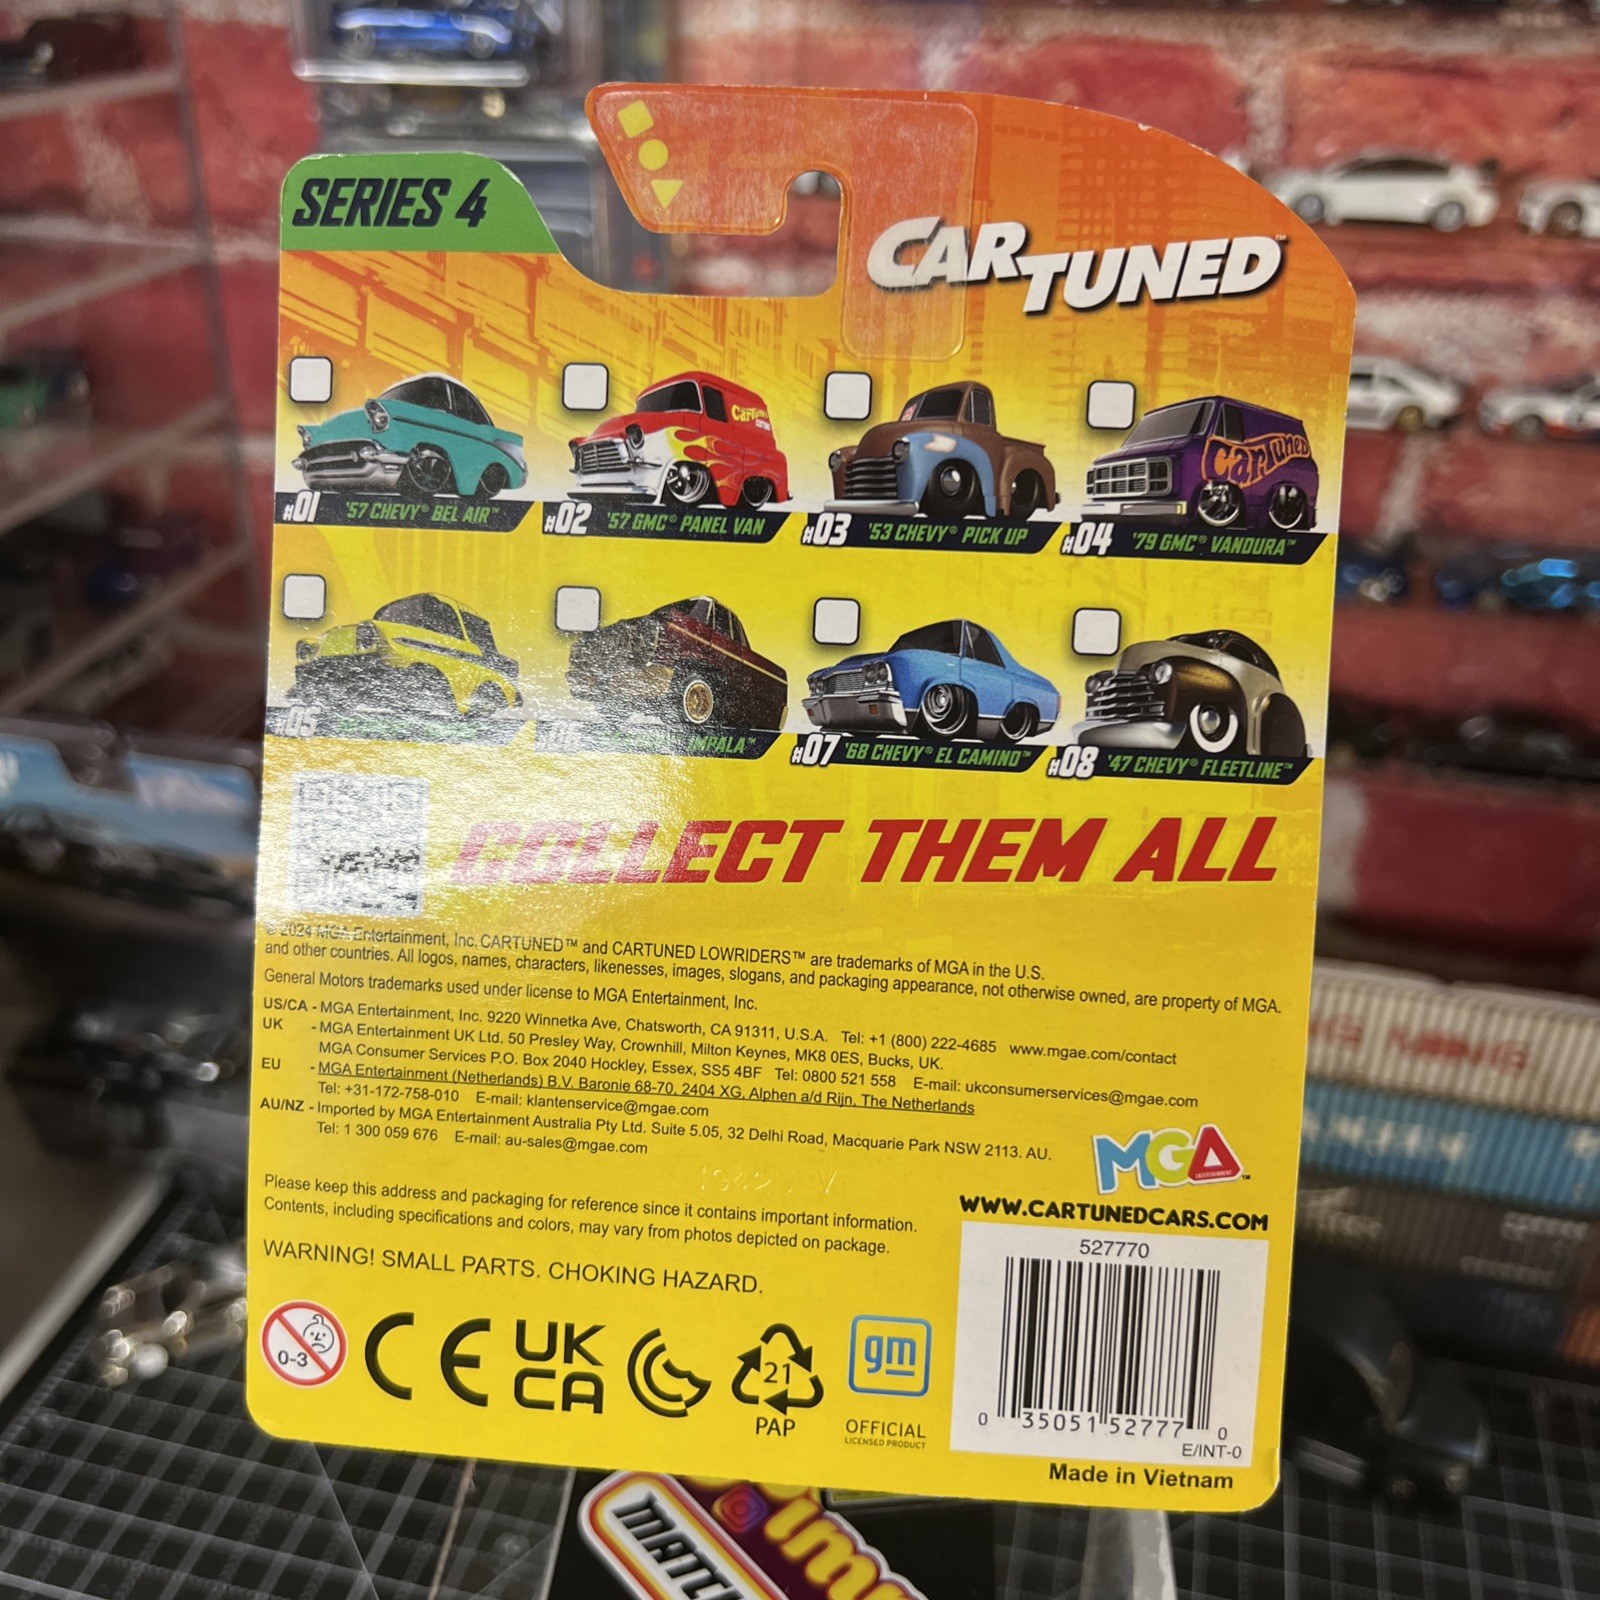 SERIES 4
CARTUNED™
CarTuned
CarTuned
#01 '57 CHEVY® BEL AIR™
#02 '57 GMC® PANEL VAN
#03 '53 CHEVY® PICK UP
#04 '79 GMC® VANDURA™
#05
IMPALA™
#07 '68 CHEVY® EL CAMINO™
#08 '47 CHEVY® FLEETLINE™
COLLECT THEM ALL
© 2024 MGA Entertainment, Inc. CARTUNED™ and CARTUNED LOWRIDERS™ are trademarks of MGA in the U.S.
and other countries. All logos, names, characters, likenesses, images, slogans, and packaging appearance, not otherwise owned, are property of MGA.
General Motors trademarks used under license to MGA Entertainment, Inc.
US/CA - MGA Entertainment, Inc. 9220 Winnetka Ave, Chatsworth, CA 91311, U.S.A. Tel: +1 (800) 222-4685 www.mgae.com/contact
UK - MGA Entertainment UK Ltd. 50 Presley Way, Crownhill, Milton Keynes, MK8 0ES, Bucks, UK.
MGA Consumer Services P.O. Box 2040 Hockley, Essex, SS5 4BF Tel: 0800 521 558 E-mail: ukconsumerservices@mgae.com
EU - MGA Entertainment (Netherlands) B.V. Baronie 68-70, 2404 XG, Alphen a/d Rijn, The Netherlands
Tel: +31-172-758-010 E-mail: klantenservice@mgae.com
AU/NZ - Imported by MGA Entertainment Australia Pty Ltd. Suite 5.05, 32 Delhi Road, Macquarie Park NSW 2113. AU.
Tel: 1 300 059 676 E-mail: au-sales@mgae.com
MGA™
ENTERTAINMENT
Please keep this address and packaging for reference since it contains important information.
Contents, including specifications and colors, may vary from photos depicted on package.
WWW.CARTUNEDCARS.COM
WARNING! SMALL PARTS. CHOKING HAZARD.
527770
0-3
CE
UK
CA
21
PAP
gm
OFFICIAL
LICENSED PRODUCT
0 35051 52777 0
E/INT-0
Made in Vietnam